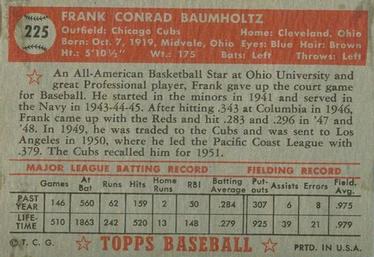 225
FRANK CONRAD BAUMHOLTZ
Outfield: Chicago Cubs Home: Cleveland, Ohio
Born: Oct. 7, 1919, Midvale, Ohio Eyes: Blue Hair: Brown
Ht.: 5'10½" Wt.: 175 Bats: Left Throws: Left
An All-American Basketball Star at Ohio University and
great Professional player, Frank gave up the court game
for Baseball. He started in the minors in 1941 and served in
the Navy in 1943-44-45. After hitting .343 at Columbia in 1946,
Frank came up with the Reds and hit .283 and .296 in '47 and
'48. In 1949, he was traded to the Cubs and was sent to Los
Angeles in 1950, where he led the Pacific Coast League with
.379. The Cubs recalled him for 1951.
MAJOR LEAGUE BATTING RECORD FIELDING RECORD
Games At Bat Runs Hits Home Runs RBI Batting Average Put-outs Assists Errors Field. Avg.
PAST YEAR 146 560 62 159 2 50 .284 307 6 8 .975
LIFE-TIME 510 1863 242 520 13 148 .279 925 39 21 .979
© T. C. G. TOPPS BASEBALL PRTD. IN U.S.A.